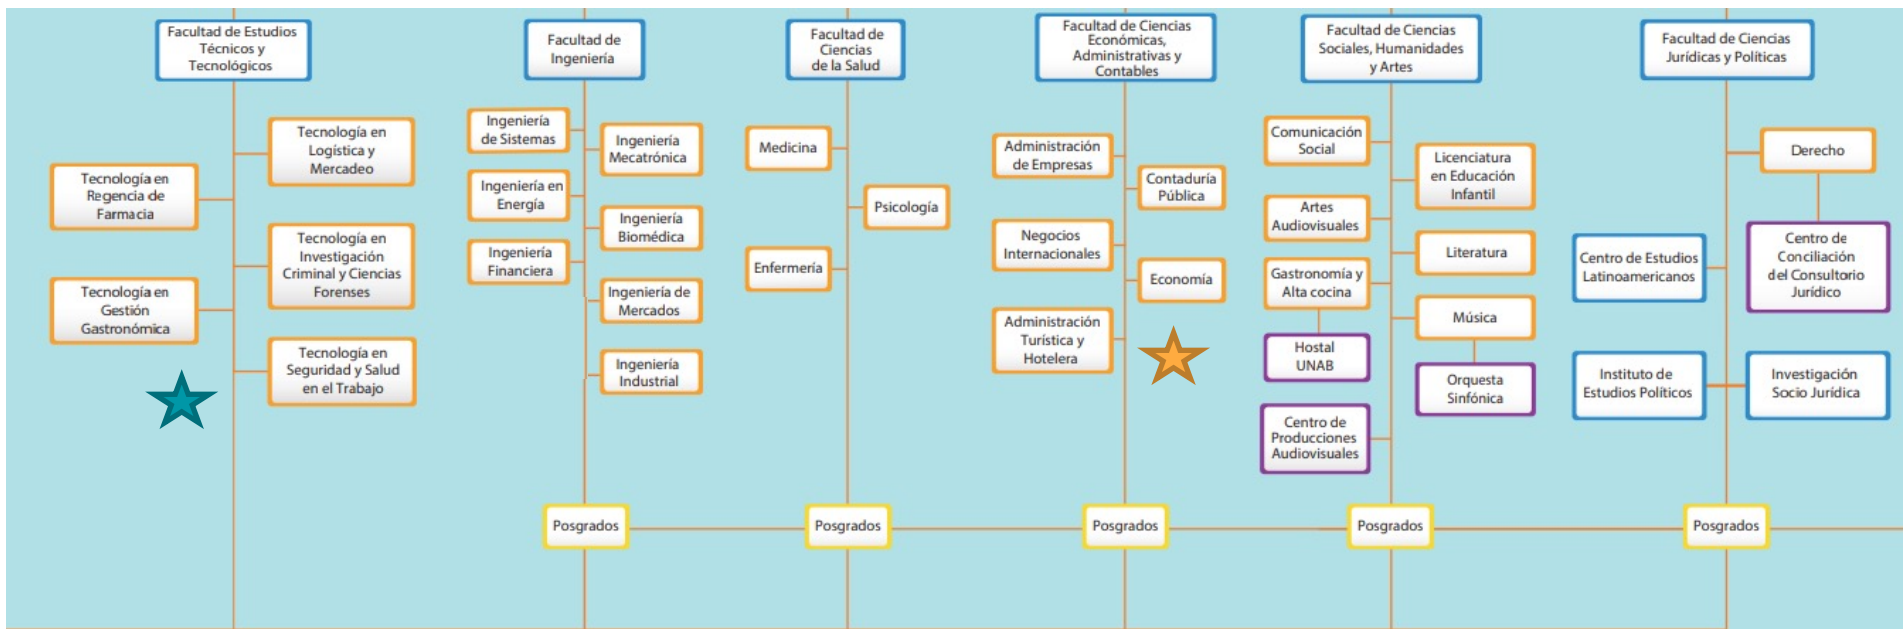 Facultad de Estudios
Técnicos y
Tecnológicos
Tecnología en
Logística y
Mercadeo
Tecnología en
Regencia de
Farmacia
Tecnología en
Investigación
Criminal y Ciencias
Forenses
Tecnología en
Gestión
Gastronómica
Tecnología en
Seguridad y Salud
en el Trabajo
Facultad de
Ingeniería
Ingeniería
de Sistemas
Ingeniería
Mecatrónica
Ingeniería en
Energía
Ingeniería
Biomédica
Ingeniería
Financiera
Ingeniería de
Mercados
Ingeniería
Industrial
Posgrados
Facultad de
Ciencias
de la Salud
Medicina
Psicología
Enfermería
Posgrados
Facultad de Ciencias
Económicas,
Administrativas y
Contables
Administración
de Empresas
Contaduría
Pública
Negocios
Internacionales
Economía
Administración
Turística y
Hotelera
Posgrados
Facultad de Ciencias
Sociales, Humanidades
y Artes
Comunicación
Social
Licenciatura
en Educación
Infantil
Artes
Audiovisuales
Literatura
Gastronomía y
Alta cocina
Música
Hostal
UNAB
Orquesta
Sinfónica
Centro de
Producciones
Audiovisuales
Posgrados
Facultad de Ciencias
Jurídicas y Políticas
Derecho
Centro de Estudios
Latinoamericanos
Centro de
Conciliación
del Consultorio
Jurídico
Instituto de
Estudios Políticos
Investigación
Socio Jurídica
Posgrados